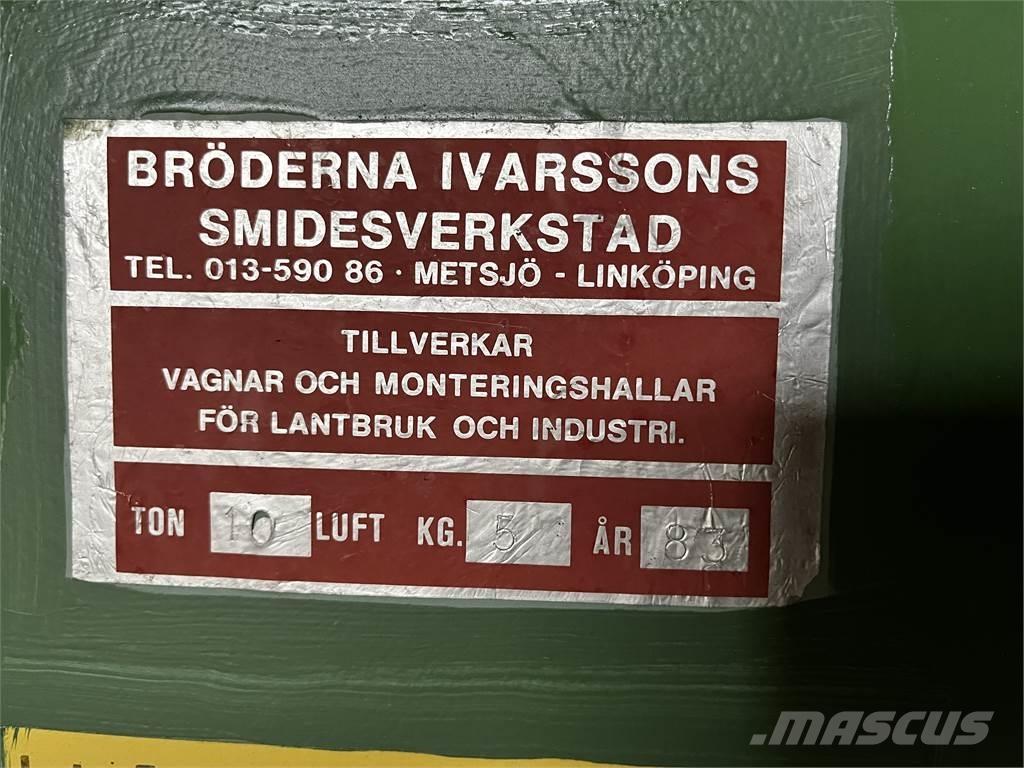 BRÖDERNA IVARSSONS
SMIDESVERKSTAD
TEL. 013-590 86 · METSJÖ - LINKÖPING
TILLVERKAR
VAGNAR OCH MONTERINGSHALLAR
FÖR LANTBRUK OCH INDUSTRI.
TON 10 LUFT KG. 5 ÅR 83
MASCUS